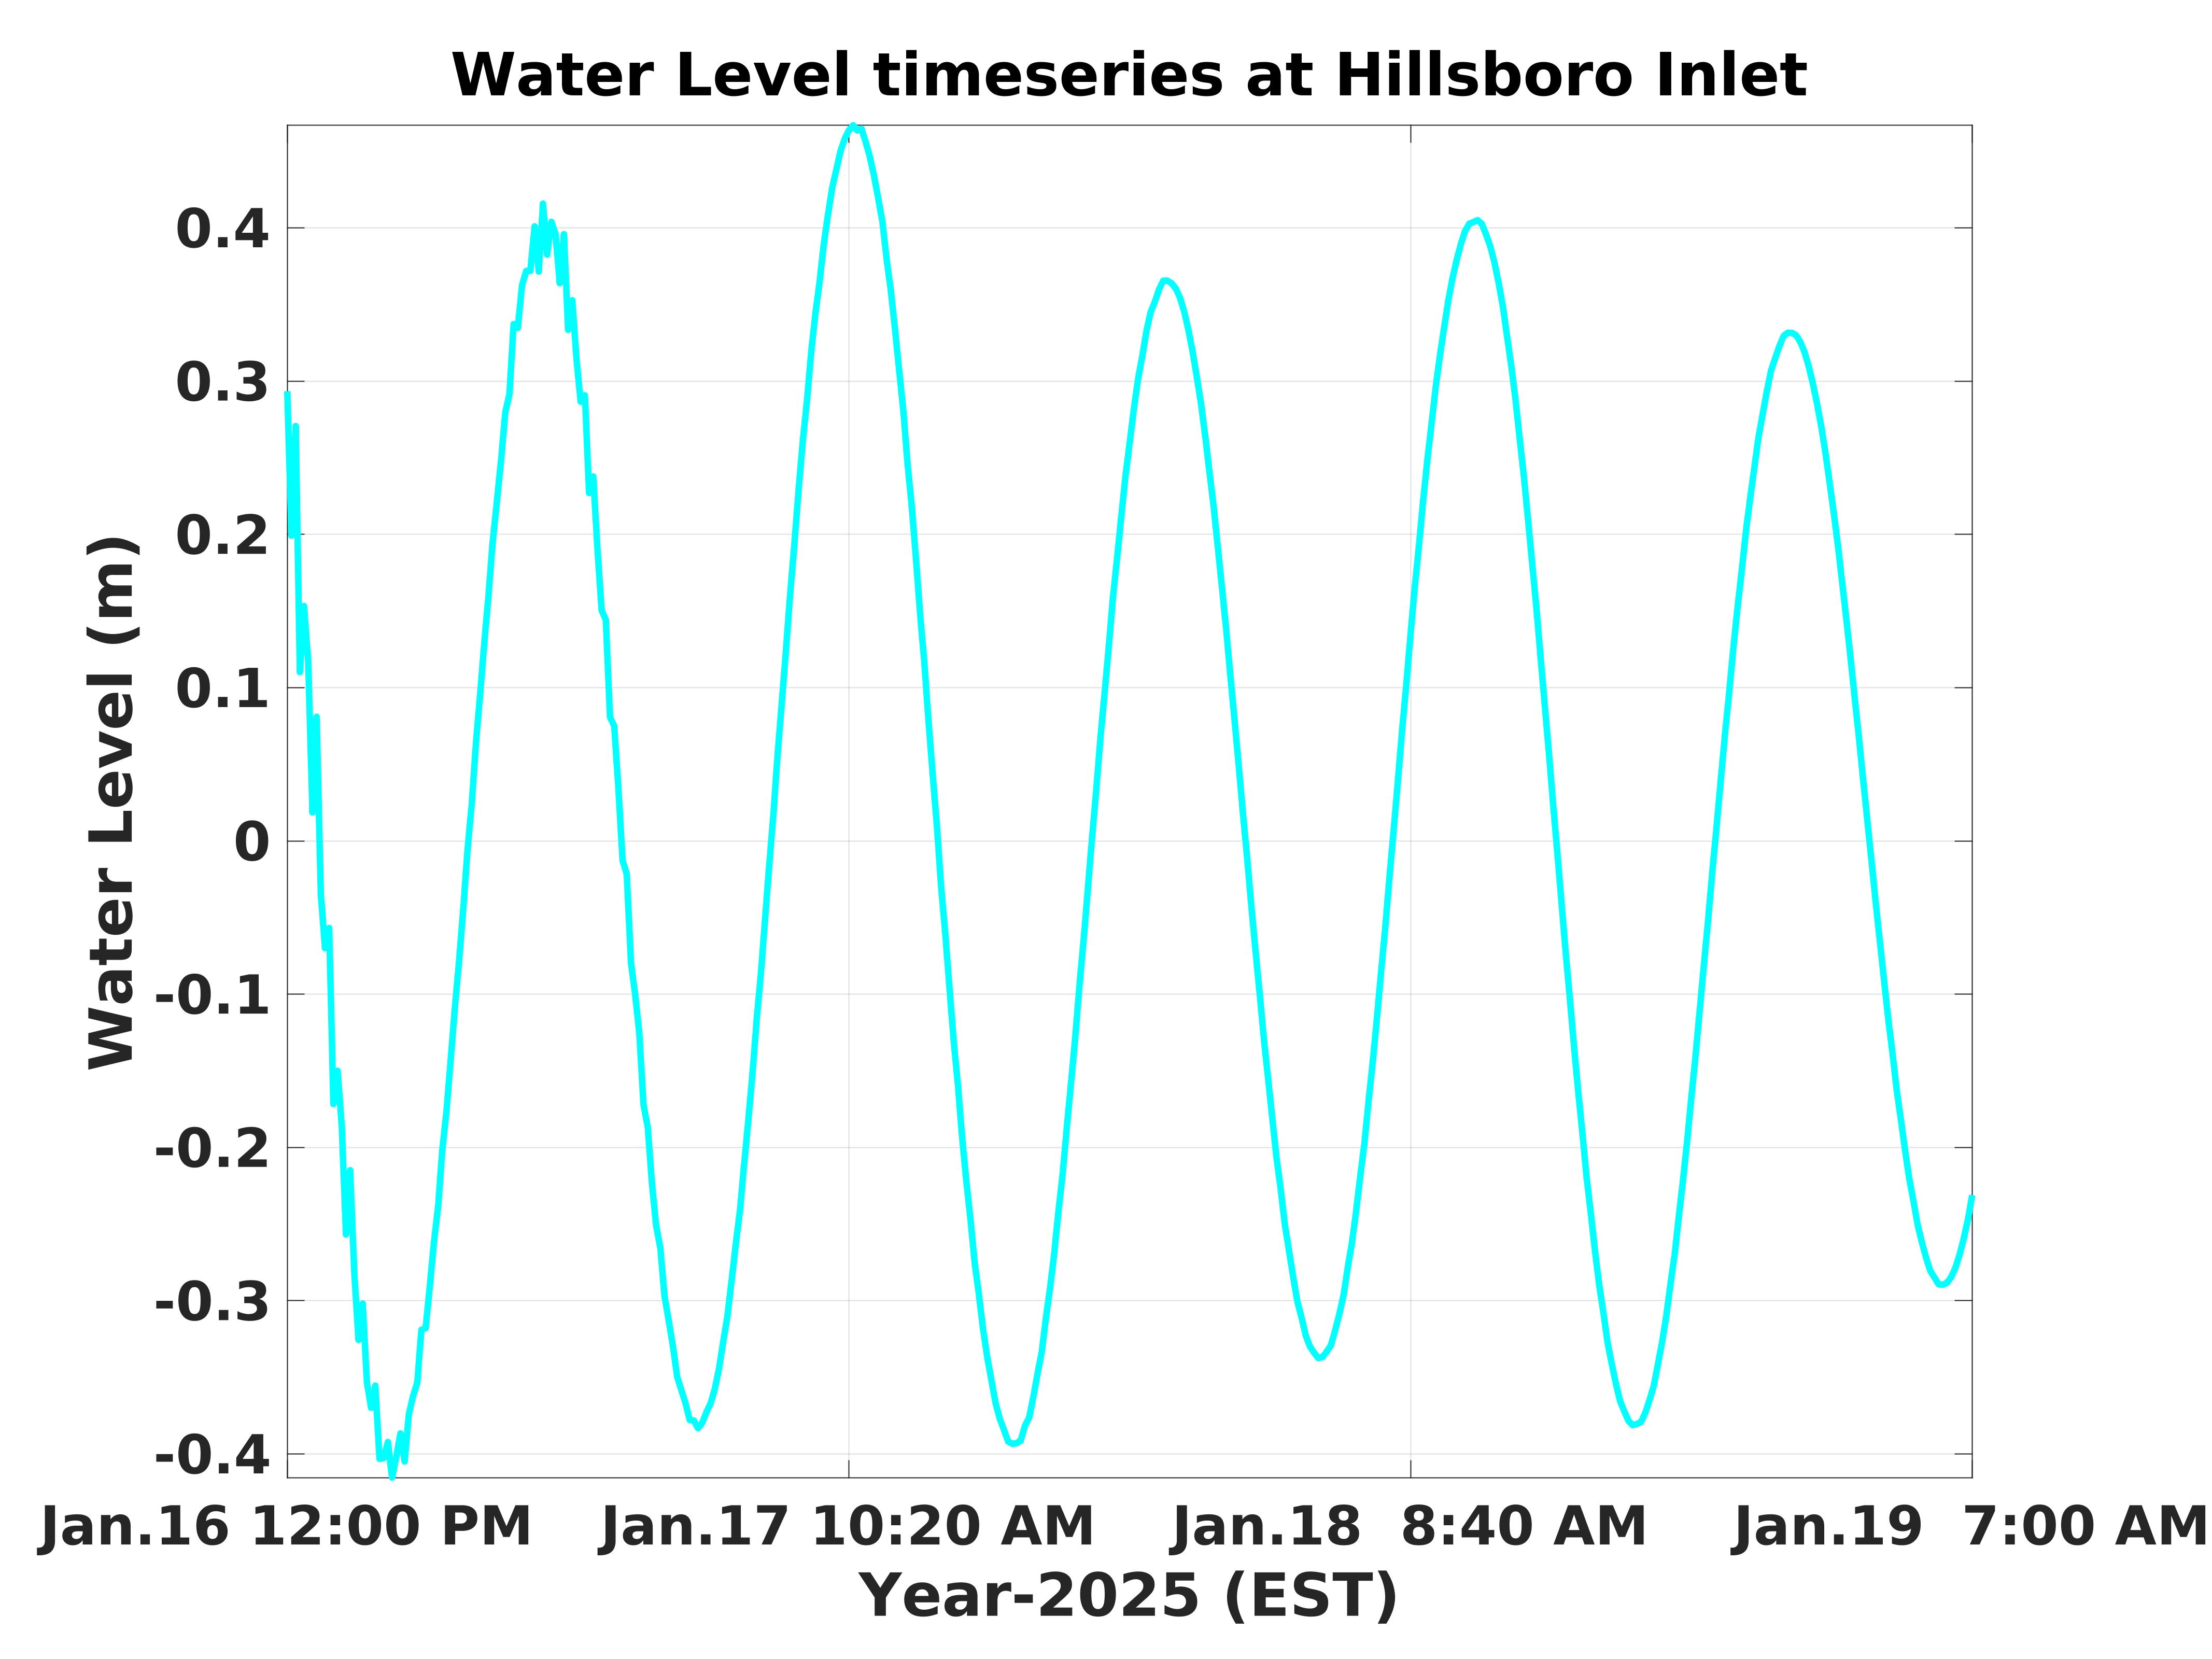 Water Level timeseries at Hillsboro Inlet
Water Level (m)
0.4
0.3
0.2
0.1
0
-0.1
-0.2
-0.3
-0.4
Jan.16 12:00 PM Jan.17 10:20 AM Jan.18 8:40 AM Jan.19 7:00 AM
Year-2025 (EST)